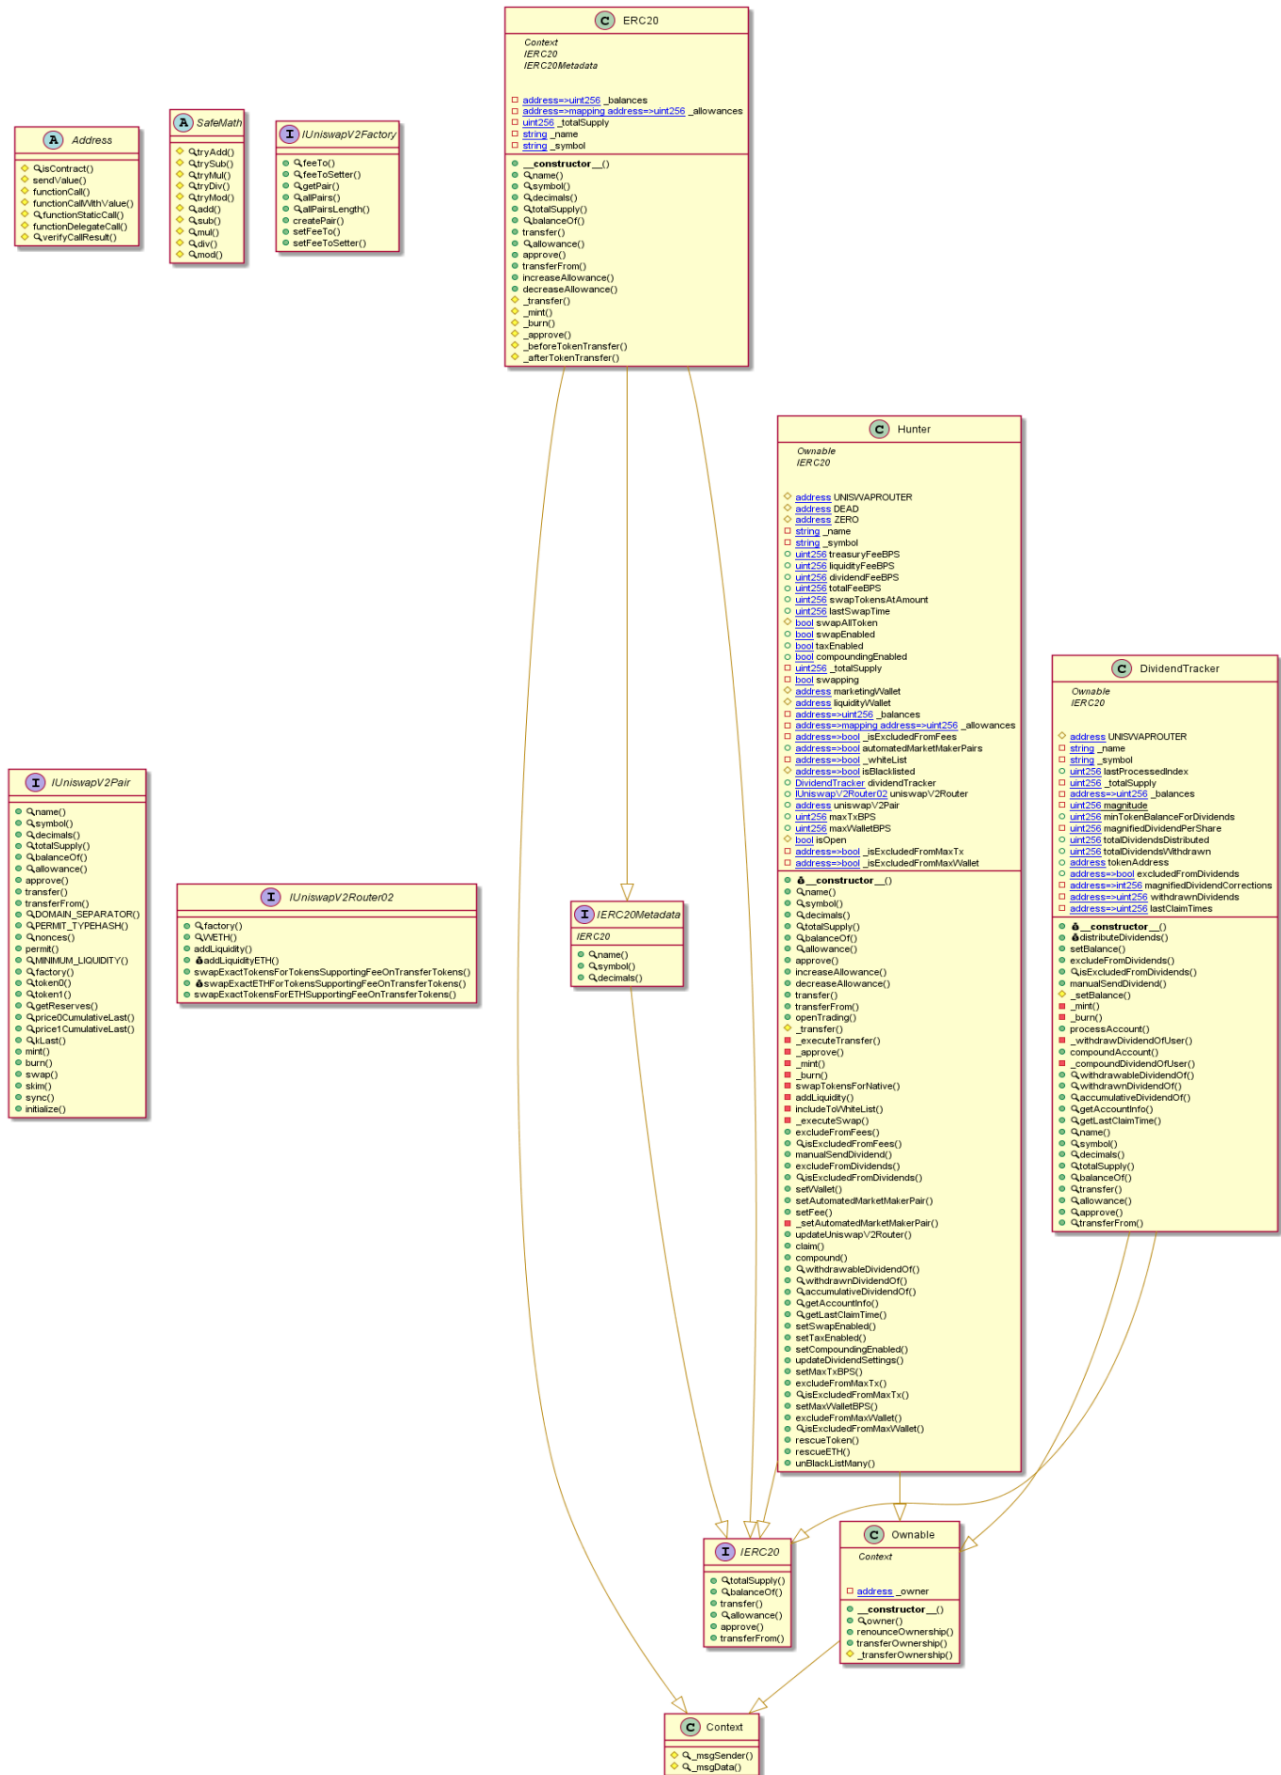 C ERC20
Context
IERC20
IERC20Metadata
address=>uint256 _balances
address=>mapping address=>uint256 _allowances
uint256 _totalSupply
string _name
string _symbol
__constructor__()
name()
symbol()
decimals()
totalSupply()
balanceOf()
transfer()
allowance()
approve()
transferFrom()
increaseAllowance()
decreaseAllowance()
_transfer()
_mint()
_burn()
_approve()
_beforeTokenTransfer()
_afterTokenTransfer()
A Address
isContract()
sendValue()
functionCall()
functionCallWithValue()
functionStaticCall()
functionDelegateCall()
verifyCallResult()
A SafeMath
tryAdd()
trySub()
tryMul()
tryDiv()
tryMod()
add()
sub()
mul()
div()
mod()
I IUniswapV2Factory
feeTo()
feeToSetter()
getPair()
allPairs()
allPairsLength()
createPair()
setFeeTo()
setFeeToSetter()
C Hunter
Ownable
IERC20
address UNISWAPROUTER
address DEAD
address ZERO
string _name
string _symbol
uint256 treasuryFeeBPS
uint256 liquidityFeeBPS
uint256 dividendFeeBPS
uint256 totalFeeBPS
uint256 swapTokensAtAmount
uint256 lastSwapTime
bool swapAllToken
bool swapEnabled
bool taxEnabled
bool compoundingEnabled
uint256 _totalSupply
bool swapping
address marketingWallet
address liquidityWallet
address=>uint256 _balances
address=>mapping address=>uint256 _allowances
address=>bool _isExcludedFromFees
address=>bool automatedMarketMakerPairs
address=>bool _whiteList
address=>bool isBlacklisted
DividendTracker dividendTracker
IUniswapV2Router02 uniswapV2Router
address uniswapV2Pair
uint256 maxTxBPS
uint256 maxWalletBPS
bool isOpen
address=>bool _isExcludedFromMaxTx
address=>bool _isExcludedFromMaxWallet
__constructor__()
name()
symbol()
decimals()
totalSupply()
balanceOf()
allowance()
approve()
increaseAllowance()
decreaseAllowance()
transfer()
transferFrom()
openTrading()
_transfer()
_executeTransfer()
_approve()
_mint()
_burn()
swapTokensForNative()
addLiquidity()
includeToWhiteList()
_executeSwap()
excludeFromFees()
isExcludedFromFees()
manualSendDividend()
excludeFromDividends()
isExcludedFromDividends()
setWallet()
setAutomatedMarketMakerPair()
setFee()
_setAutomatedMarketMakerPair()
updateUniswapV2Router()
claim()
compound()
withdrawableDividendOf()
withdrawnDividendOf()
accumulativeDividendOf()
getAccountInfo()
getLastClaimTime()
setSwapEnabled()
setTaxEnabled()
setCompoundingEnabled()
updateDividendSettings()
setMaxTxBPS()
excludeFromMaxTx()
isExcludedFromMaxTx()
setMaxWalletBPS()
excludeFromMaxWallet()
isExcludedFromMaxWallet()
rescueToken()
rescueETH()
unBlackListMany()
C DividendTracker
Ownable
IERC20
address UNISWAPROUTER
string _name
string _symbol
uint256 lastProcessedIndex
uint256 _totalSupply
address=>uint256 _balances
uint256 magnitude
uint256 minTokenBalanceForDividends
uint256 magnifiedDividendPerShare
uint256 totalDividendsDistributed
uint256 totalDividendsWithdrawn
address tokenAddress
address=>bool excludedFromDividends
address=>int256 magnifiedDividendCorrections
address=>uint256 withdrawnDividends
address=>uint256 lastClaimTimes
__constructor__()
distributeDividends()
setBalance()
excludeFromDividends()
isExcludedFromDividends()
manualSendDividend()
_setBalance()
_mint()
_burn()
processAccount()
_withdrawDividendOfUser()
compoundAccount()
_compoundDividendOfUser()
withdrawableDividendOf()
withdrawnDividendOf()
accumulativeDividendOf()
getAccountInfo()
getLastClaimTime()
name()
symbol()
decimals()
totalSupply()
balanceOf()
transfer()
allowance()
approve()
transferFrom()
I IUniswapV2Pair
name()
symbol()
decimals()
totalSupply()
balanceOf()
allowance()
approve()
transfer()
transferFrom()
DOMAIN_SEPARATOR()
PERMIT_TYPEHASH()
nonces()
permit()
MINIMUM_LIQUIDITY()
factory()
token0()
token1()
getReserves()
price0CumulativeLast()
price1CumulativeLast()
kLast()
mint()
burn()
swap()
skim()
sync()
initialize()
I IUniswapV2Router02
factory()
WETH()
addLiquidity()
addLiquidityETH()
swapExactTokensForTokensSupportingFeeOnTransferTokens()
swapExactETHForTokensSupportingFeeOnTransferTokens()
swapExactTokensForETHSupportingFeeOnTransferTokens()
I IERC20Metadata
IERC20
name()
symbol()
decimals()
I IERC20
totalSupply()
balanceOf()
transfer()
allowance()
approve()
transferFrom()
C Ownable
Context
address _owner
__constructor__()
owner()
renounceOwnership()
transferOwnership()
_transferOwnership()
C Context
_msgSender()
_msgData()